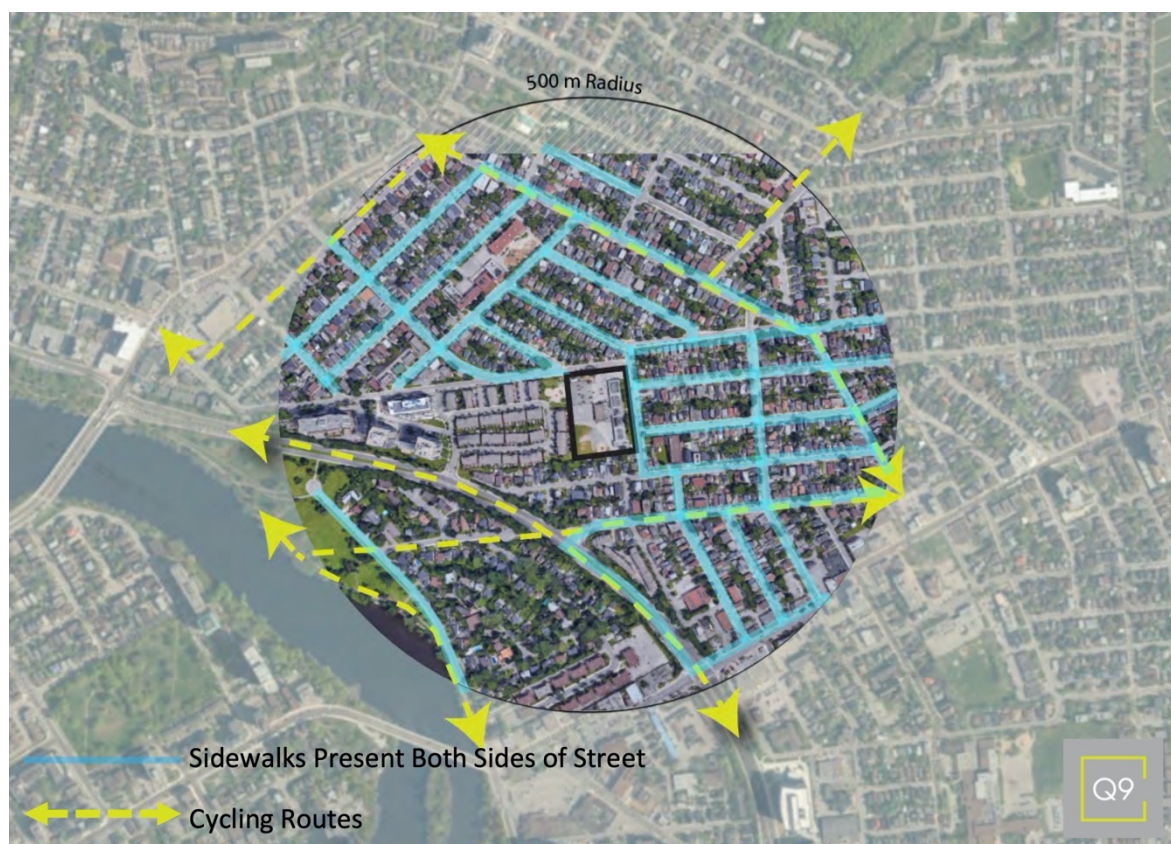 500 m Radius
Sidewalks Present Both Sides of Street
Cycling Routes
Q9